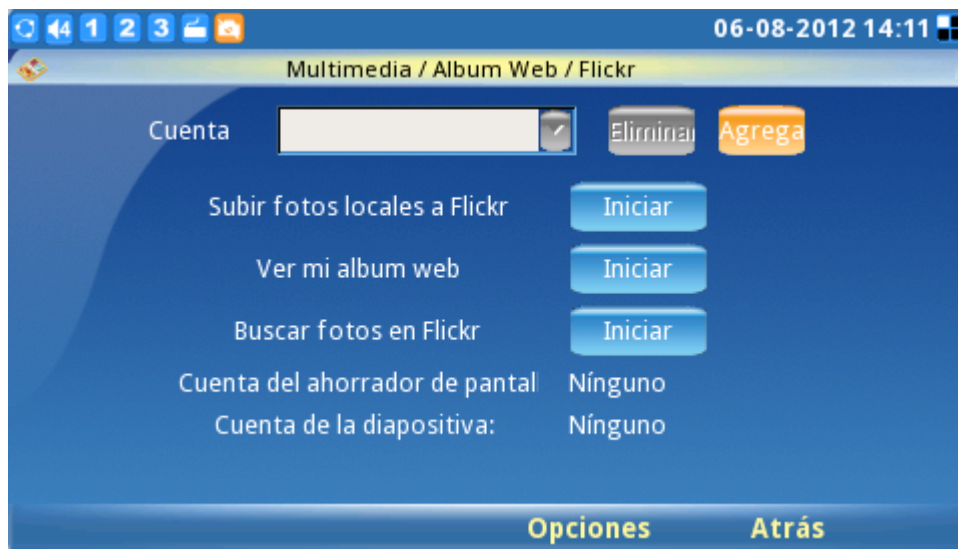 4 1 2 3 06-08-2012 14:11
Multimedia / Album Web / Flickr
Cuenta Eliminar Agrega
Subir fotos locales a Flickr Iniciar
Ver mi album web Iniciar
Buscar fotos en Flickr Iniciar
Cuenta del ahorrador de pantal Nínguno
Cuenta de la diapositiva: Nínguno
Opciones Atrás